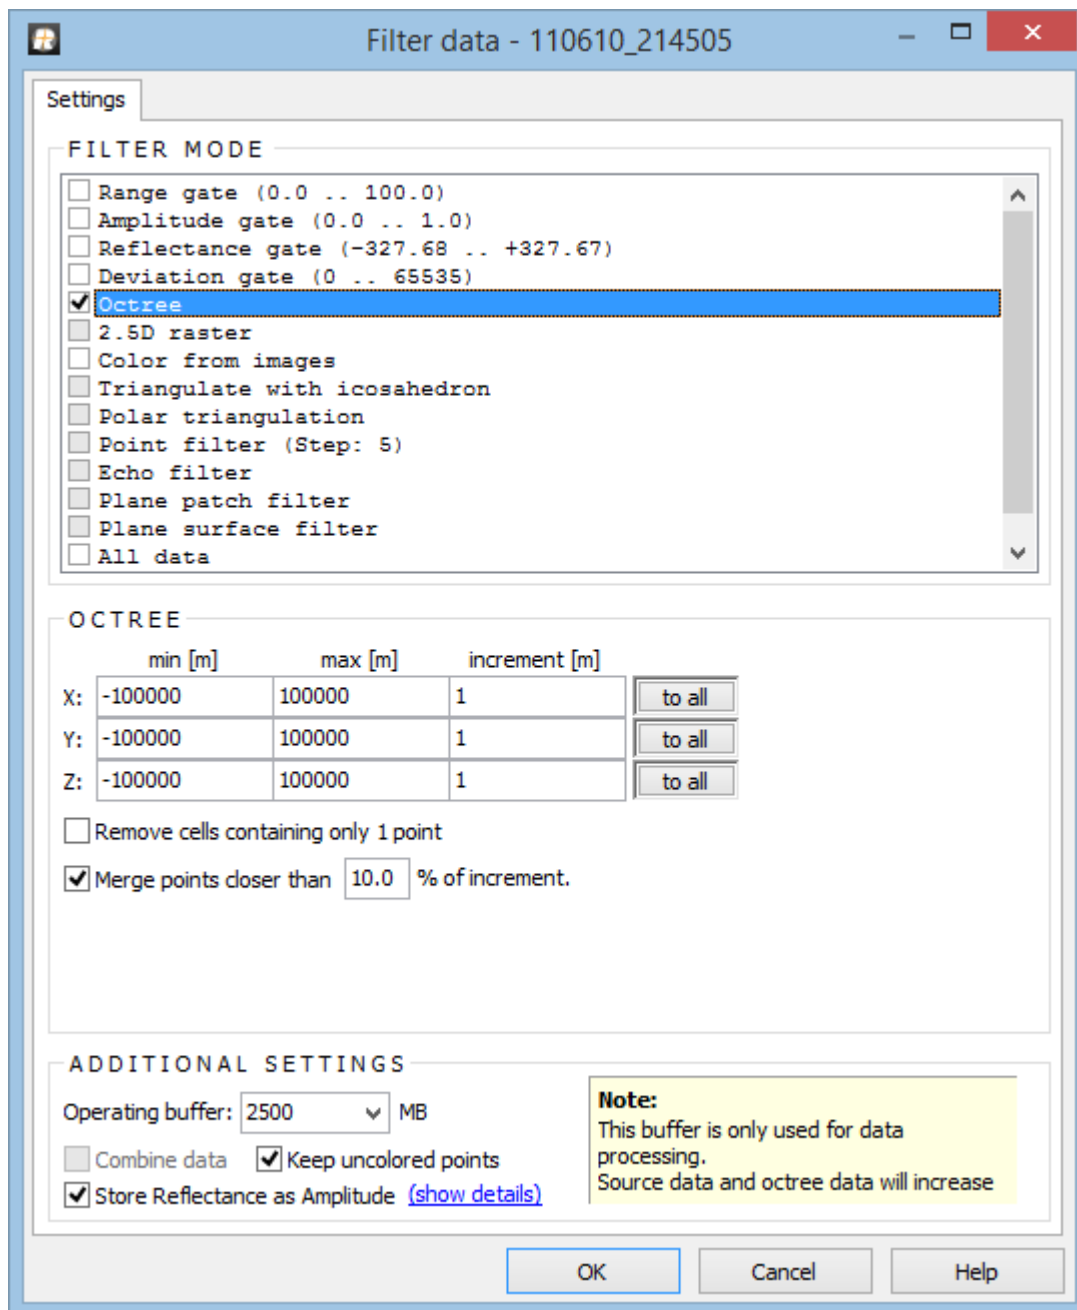 Filter data - 110610_214505
Settings
FILTER MODE
Range gate (0.0 .. 100.0)
Amplitude gate (0.0 .. 1.0)
Reflectance gate (-327.68 .. +327.67)
Deviation gate (0 .. 65535)
Octree
2.5D raster
Color from images
Triangulate with icosahedron
Polar triangulation
Point filter (Step: 5)
Echo filter
Plane patch filter
Plane surface filter
All data
OCTREE
min [m] max [m] increment [m]
X: -100000 100000 1 to all
Y: -100000 100000 1 to all
Z: -100000 100000 1 to all
Remove cells containing only 1 point
Merge points closer than 10.0 % of increment.
ADDITIONAL SETTINGS
Operating buffer: 2500 MB
Combine data Keep uncolored points
Store Reflectance as Amplitude (show details)
Note:
This buffer is only used for data
processing.
Source data and octree data will increase
OK Cancel Help